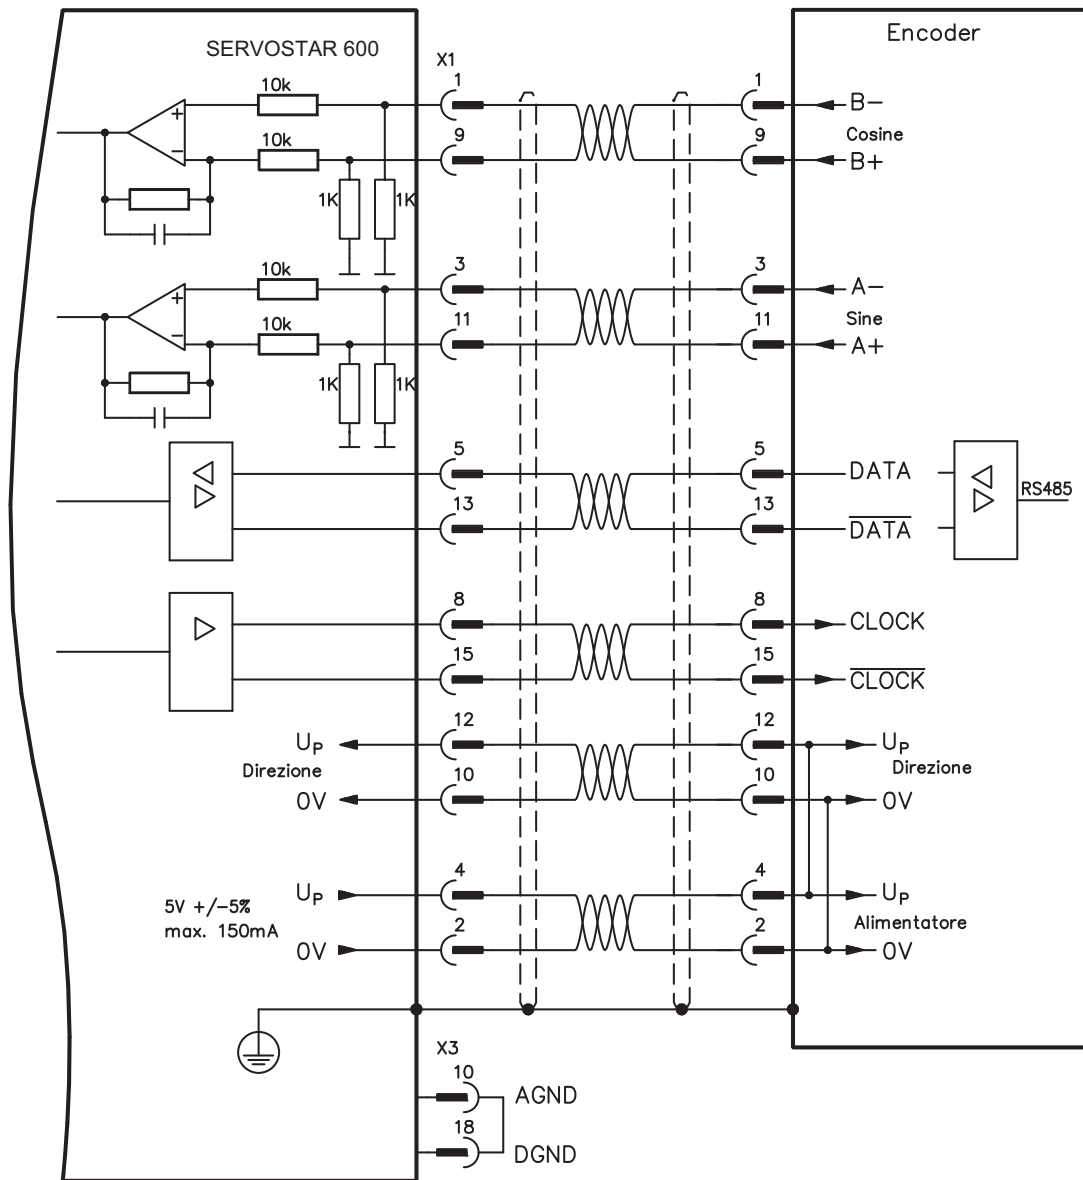 SERVOSTAR 600
Encoder
X1
10k
1
1
B-
Cosine
10k
9
9
B+
1K
1K
10k
3
3
A-
Sine
10k
11
11
A+
1K
1K
5
5
DATA
RS485
13
13
DATA
8
8
CLOCK
15
15
CLOCK
UP
12
12
UP
Direzione
Direzione
0V
10
10
0V
UP
4
4
UP
5V +/-5%
max. 150mA
Alimentatore
0V
2
2
0V
X3
10
AGND
18
DGND